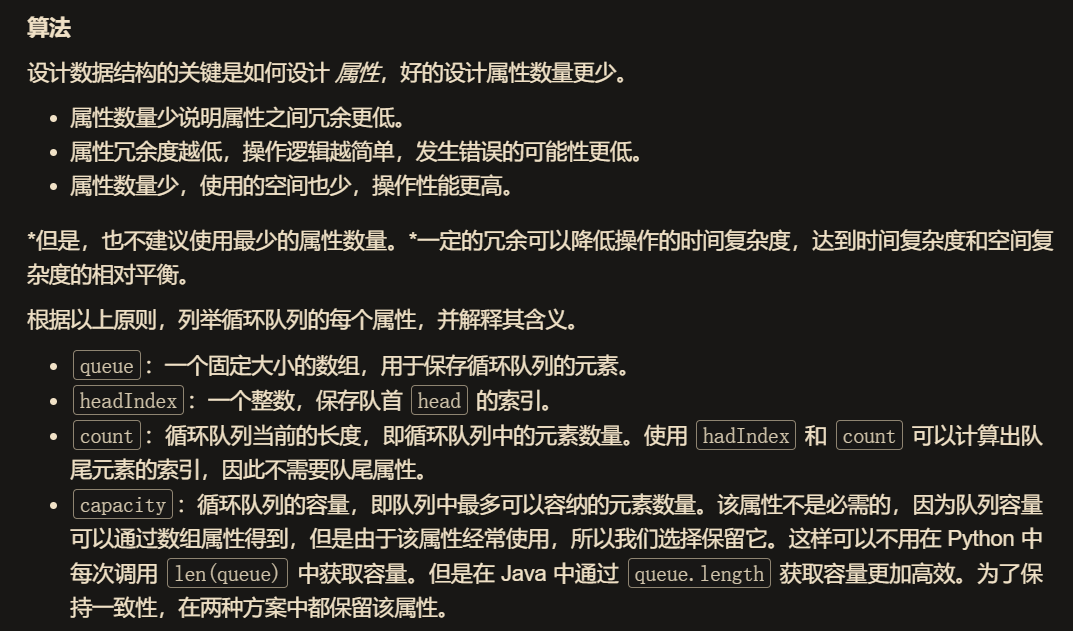 算法
设计数据结构的关键是如何设计 属性，好的设计属性数量更少。
• 属性数量少说明属性之间冗余更低。
• 属性冗余度越低，操作逻辑越简单，发生错误的可能性更低。
• 属性数量少，使用的空间也少，操作性能更高。
*但是，也不建议使用最少的属性数量。*一定的冗余可以降低操作的时间复杂度，达到时间复杂度和空间复
杂度的相对平衡。
根据以上原则，列举循环队列的每个属性，并解释其含义。
• queue：一个固定大小的数组，用于保存循环队列的元素。
• headIndex：一个整数，保存队首 head 的索引。
• count：循环队列当前的长度，即循环队列中的元素数量。使用 hadIndex 和 count 可以计算出队
尾元素的索引，因此不需要队尾属性。
• capacity：循环队列的容量，即队列中最多可以容纳的元素数量。该属性不是必需的，因为队列容量
可以通过数组属性得到，但是由于该属性经常使用，所以我们选择保留它。这样可以不用在 Python 中
每次调用 len(queue) 中获取容量。但是在 Java 中通过 queue.length 获取容量更加高效。为了保
持一致性，在两种方案中都保留该属性。